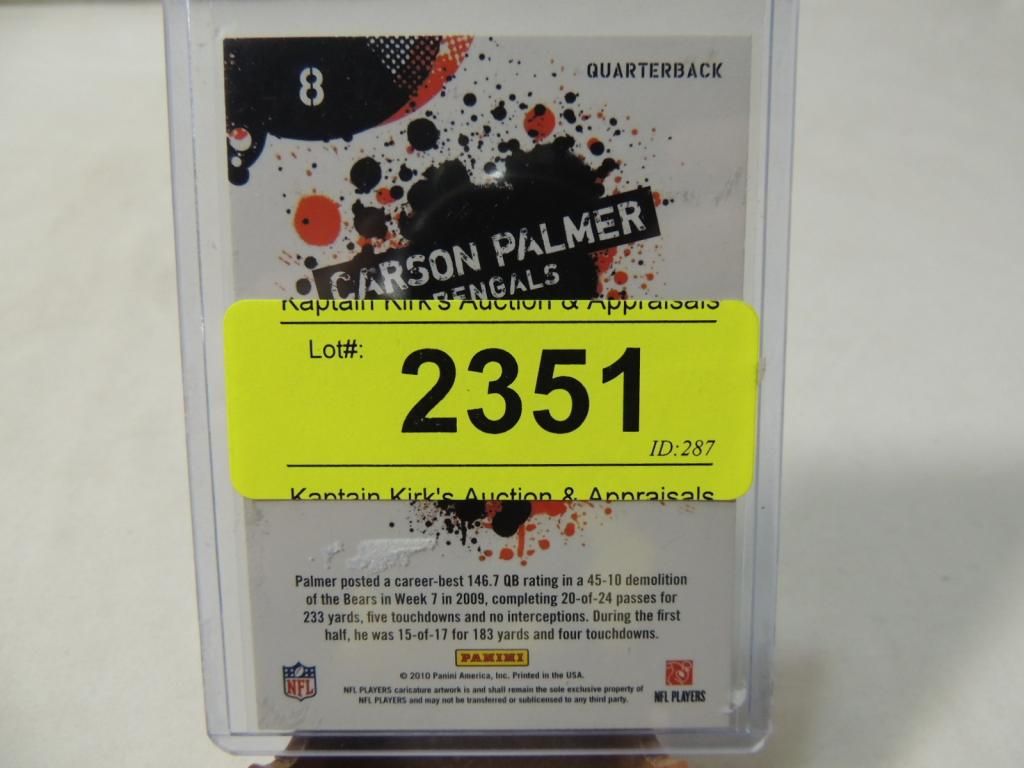 8
QUARTERBACK
CARSON PALMER
BENGALS
Kaptain Kirk's Auction & Appraisals
Lot#:
2351
ID:287
Kaptain Kirk's Auction & Appraisals
Palmer posted a career-best 146.7 QB rating in a 45-10 demolition
of the Bears in Week 7 in 2009, completing 20-of-24 passes for
233 yards, five touchdowns and no interceptions. During the first
half, he was 15-of-17 for 183 yards and four touchdowns.
PANINI
© 2010 Panini America, Inc. Printed in the USA.
NFL PLAYERS caricature artwork is and shall remain the sole exclusive property of
NFL PLAYERS and may not be transferred or sublicensed to any third party.
NFL
NFL PLAYERS